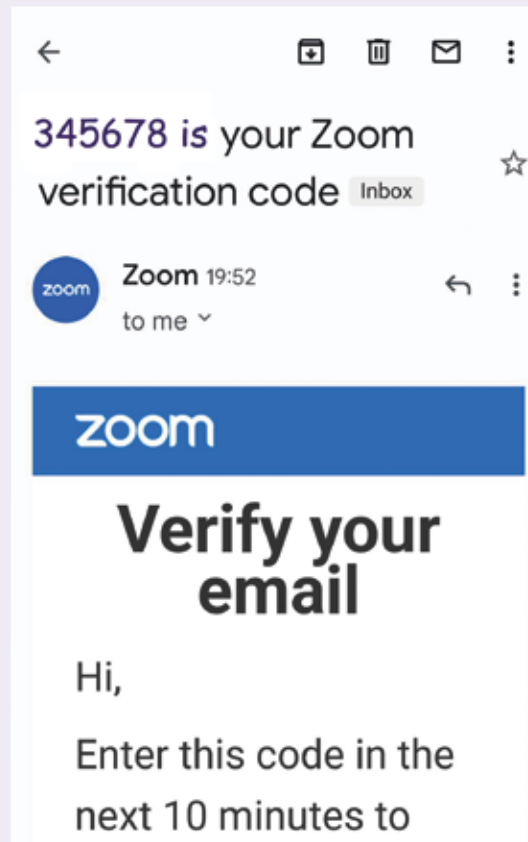 345678 is your Zoom
verification code Inbox
zoom
Zoom 19:52
to me
zoom
Verify your
email
Hi,
Enter this code in the
next 10 minutes to